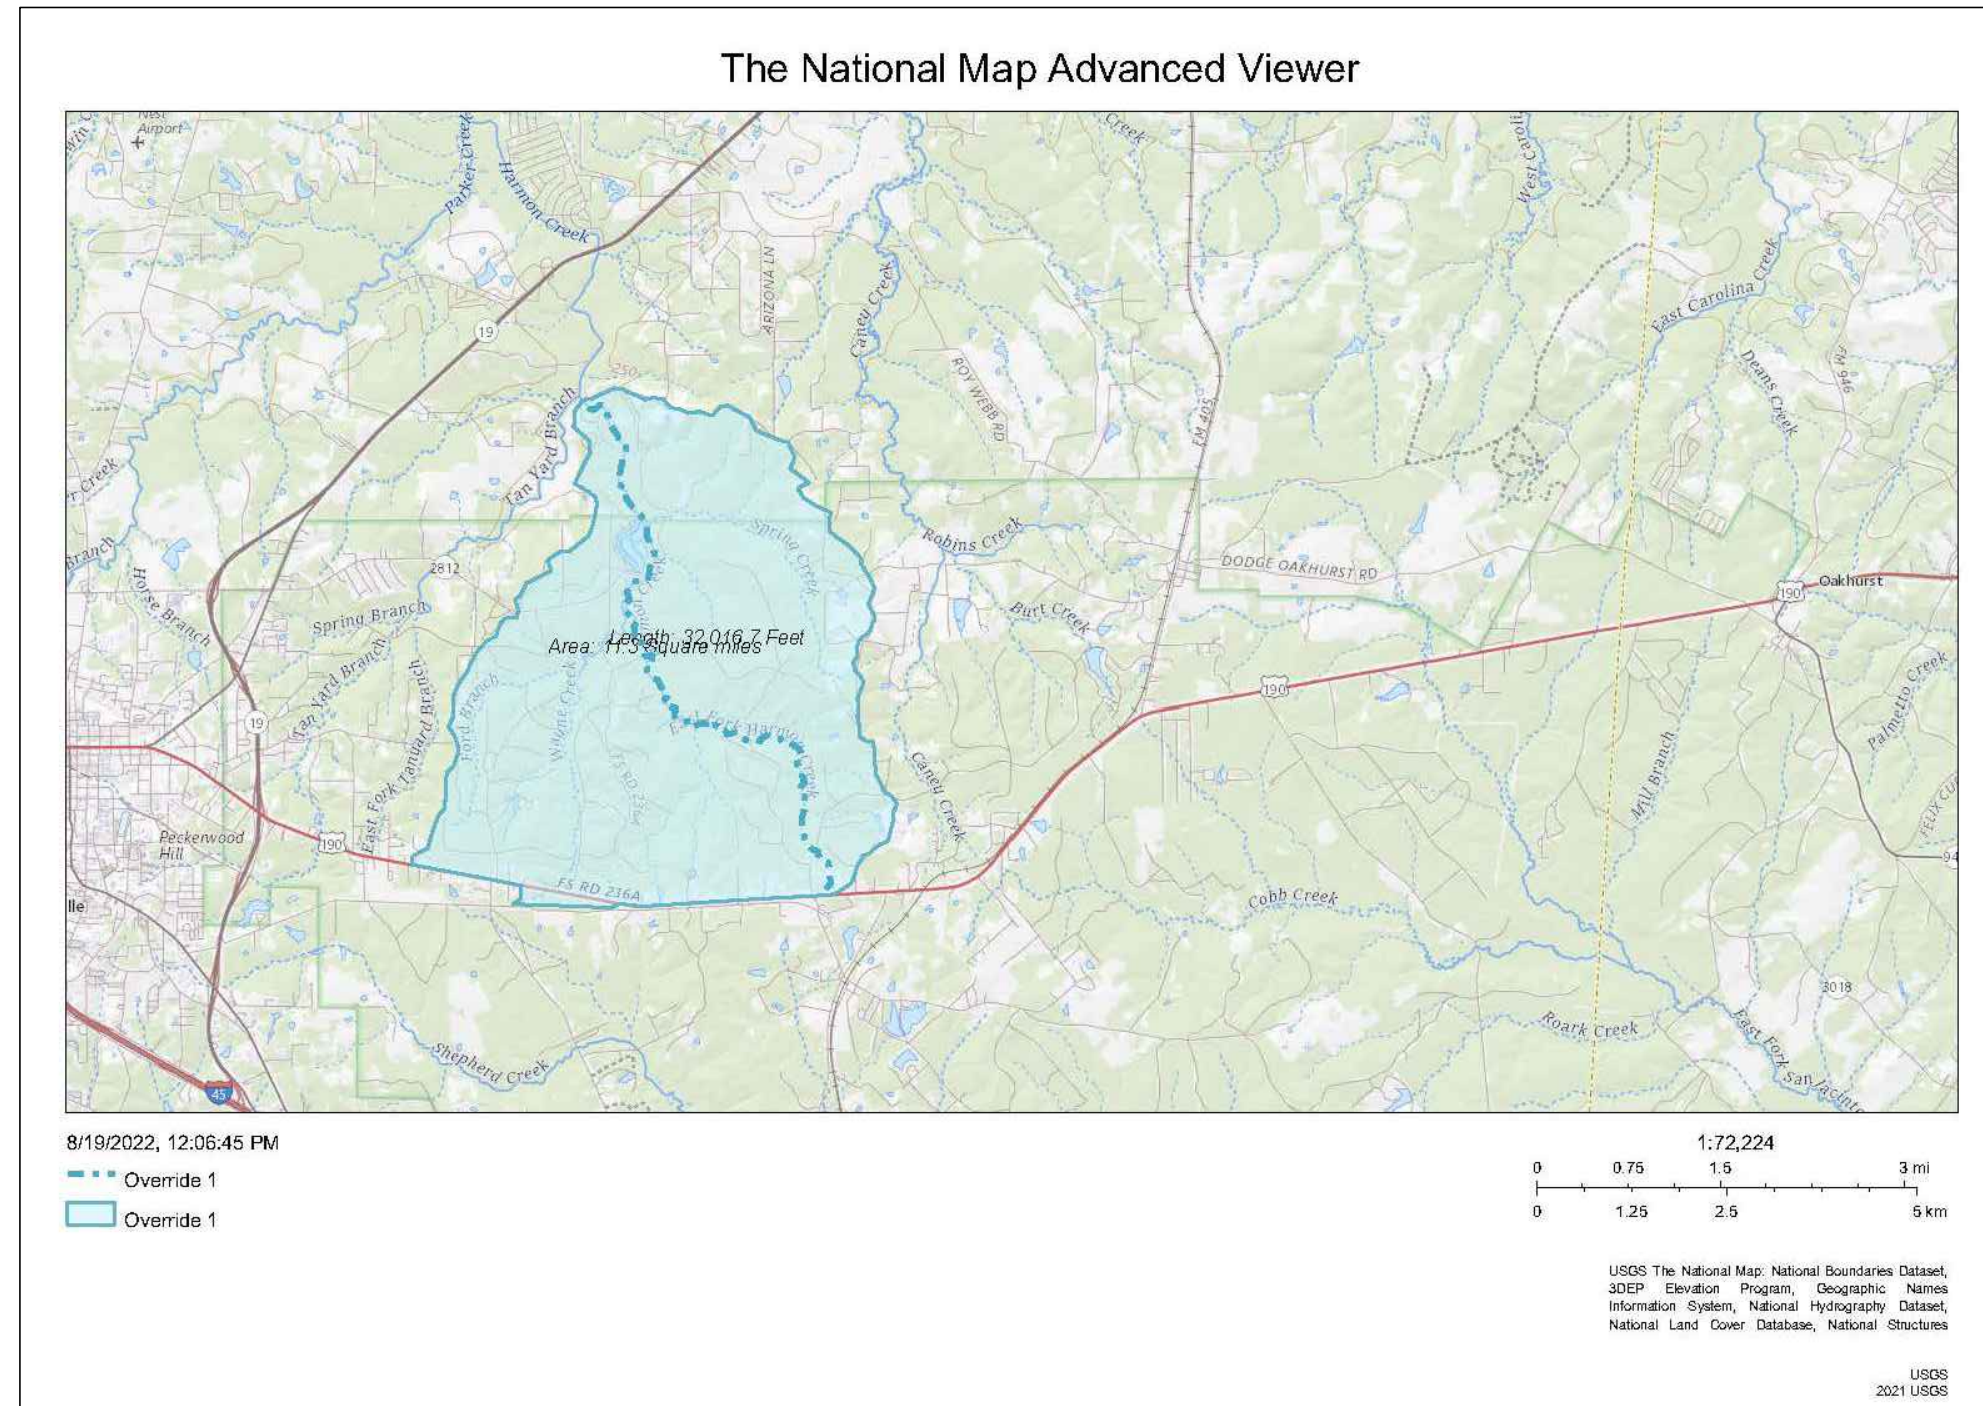 The National Map Advanced Viewer
Nest
Airport
Parker Creek
Harmon Creek
Creek
ARIZONA LN
Caney Creek
East Carolina Creek
19
250
ROY WEBB RD
FM 405
Deans Creek
FM 946
Tan Yard Branch
Branch
Horse Branch
2812
Spring Branch
Spring Creek
Robins Creek
DODGE OAKHURST RD
Oakhurst
190
Burt Creek
Length: 32,016.7 Feet
Area: 11.3 Square miles
Tan Yard Branch
East Fork Tanuard Branch
Ford Branch
190
Palmetto Creek
19
Creek
Caney Creek
Mill Branch
Peckerwood
Hill
190
FS RD 236A
lle
Cobb Creek
3018
Roark Creek
East Fork
Shepherd Creek
45
8/19/2022, 12:06:45 PM
Override 1
Override 1
1:72,224
0 0.75 1.5 3 mi
0 1.25 2.5 5 km
USGS The National Map: National Boundaries Dataset,
3DEP Elevation Program, Geographic Names
Information System, National Hydrography Dataset,
National Land Cover Database, National Structures
USGS
2021 USGS